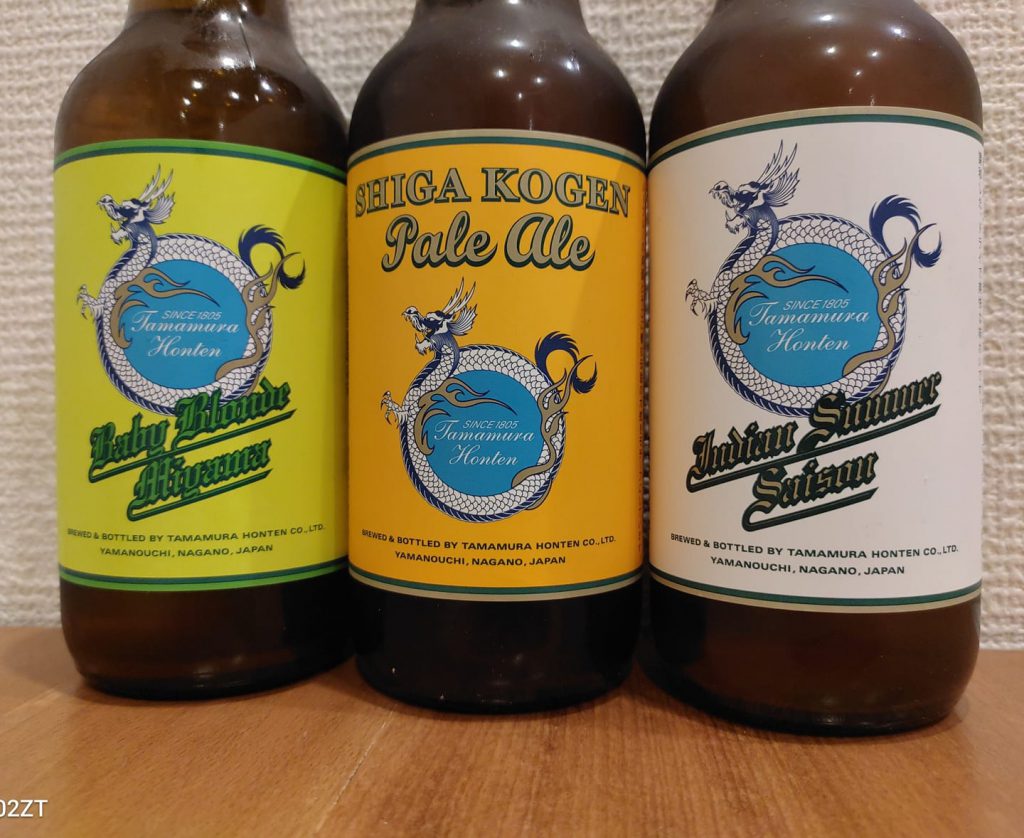 SINCE 1805
Tamamura
Honten
Baby Blonde
Miyama
BREWED & BOTTLED BY TAMAMURA HONTEN CO., LTD.
YAMANOUCHI, NAGANO, JAPAN
SHIGA KOGEN
Pale Ale
SINCE 1805
Tamamura
Honten
BREWED & BOTTLED BY TAMAMURA HONTEN CO., LTD.
YAMANOUCHI, NAGANO, JAPAN
SINCE 1805
Tamamura
Honten
Indian Summer
Saison
BREWED & BOTTLED BY TAMAMURA HONTEN CO., LTD.
YAMANOUCHI, NAGANO, JAPAN
02ZT